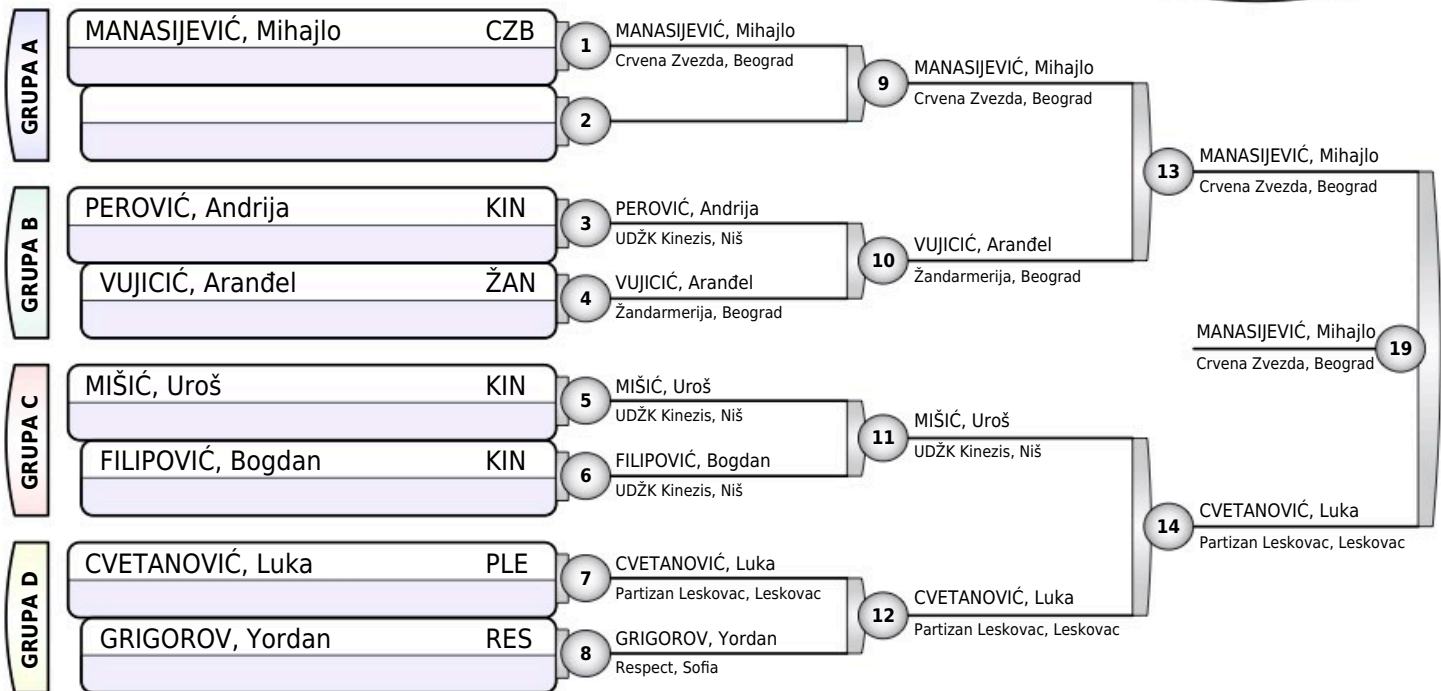 GRUPA A
MANASIJEVIĆ, Mihajlo CZB
1
2
GRUPA B
PEROVIĆ, Andrija KIN
3
VUJICIĆ, Aranđel ŽAN
4
GRUPA C
MIŠIĆ, Uroš KIN
5
FILIPOVIĆ, Bogdan KIN
6
GRUPA D
CVETANOVIĆ, Luka PLE
7
GRIGOROV, Yordan RES
8
MANASIJEVIĆ, Mihajlo
Crvena Zvezda, Beograd
PEROVIĆ, Andrija
UDŽK Kinezis, Niš
VUJICIĆ, Aranđel
Žandarmerija, Beograd
MIŠIĆ, Uroš
UDŽK Kinezis, Niš
FILIPOVIĆ, Bogdan
UDŽK Kinezis, Niš
CVETANOVIĆ, Luka
Partizan Leskovac, Leskovac
GRIGOROV, Yordan
Respect, Sofia
9
MANASIJEVIĆ, Mihajlo
Crvena Zvezda, Beograd
10
VUJICIĆ, Aranđel
Žandarmerija, Beograd
11
MIŠIĆ, Uroš
UDŽK Kinezis, Niš
12
CVETANOVIĆ, Luka
Partizan Leskovac, Leskovac
13
MANASIJEVIĆ, Mihajlo
Crvena Zvezda, Beograd
14
CVETANOVIĆ, Luka
Partizan Leskovac, Leskovac
MANASIJEVIĆ, Mihajlo
Crvena Zvezda, Beograd
19